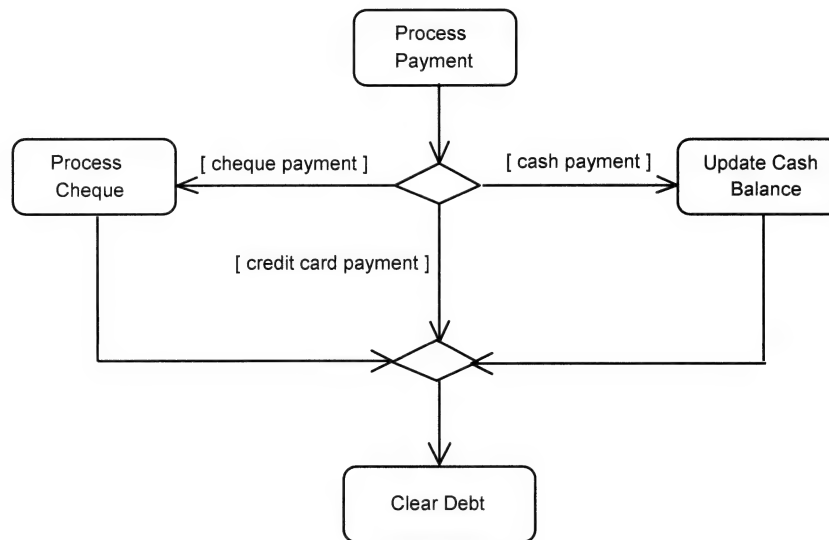 Process
Payment
Process
Cheque
[ cheque payment ]
[ cash payment ]
Update Cash
Balance
[ credit card payment ]
Clear Debt